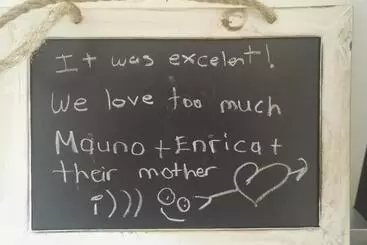 It was excelent!
We love too much
Mauno + Enrica +
their mother
i)))